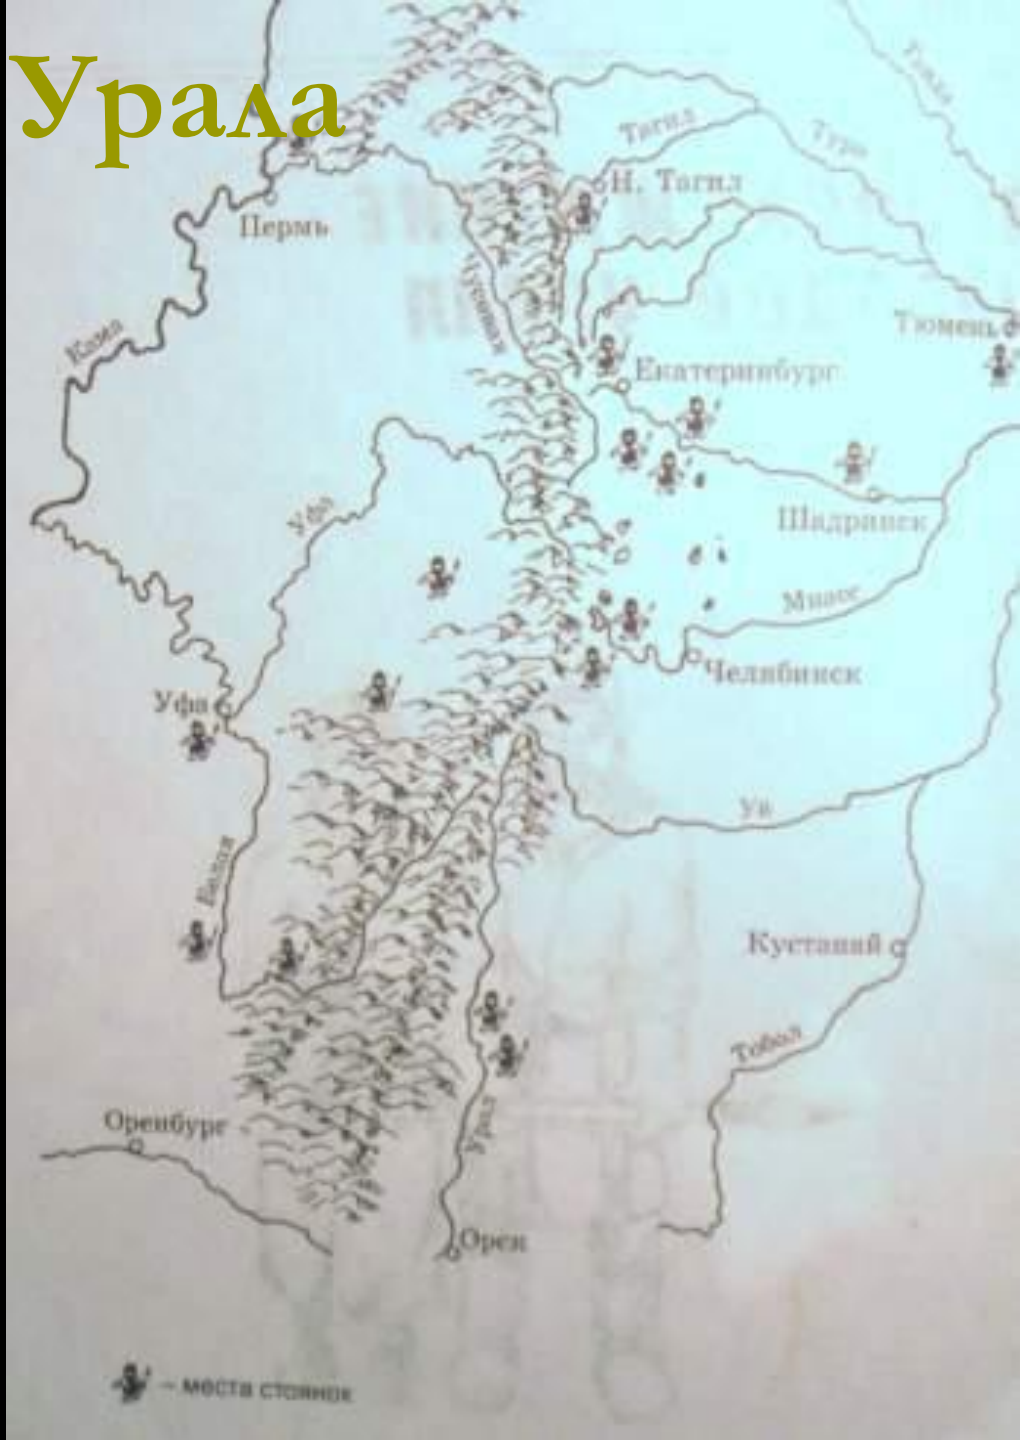 Урала
Тавда
Тагил
Тура
Н. Тагил
Пермь
Чусовая
Кама
Тюмень
Екатеринбург
Уфа
Шадринск
Миасс
Челябинск
Уфа
Уй
Белая
Кустанай
Тобол
Урал
Оренбург
Орск
– места стоянок